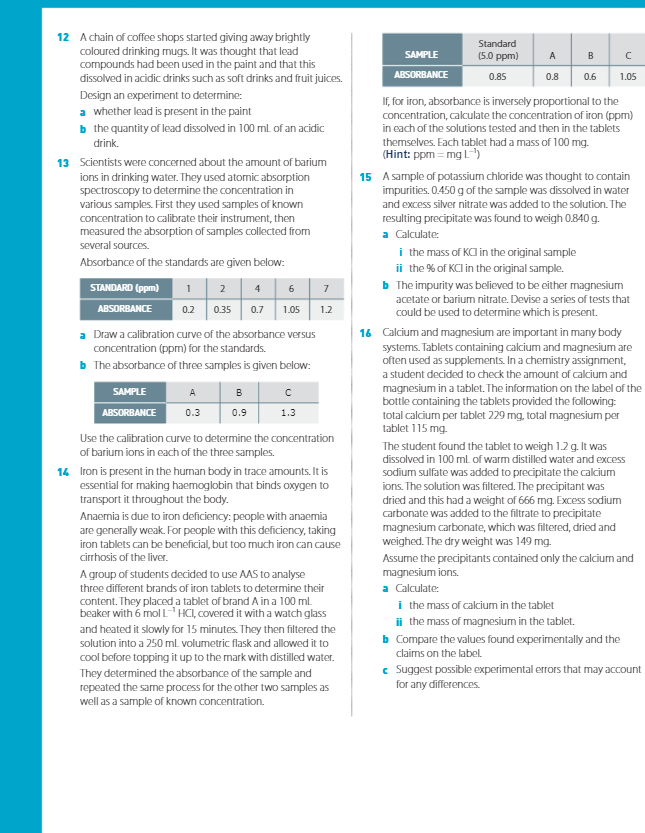 12 A chain of coffee shops started giving away brightly
coloured drinking mugs. It was thought that lead
compounds had been used in the paint and that this
dissolved in acidic drinks such as soft drinks and fruit juices.
Design an experiment to determine:
a whether lead is present in the paint
b the quantity of lead dissolved in 100 mL of an acidic
drink.
13 Scientists were concerned about the amount of barium
ions in drinking water. They used atomic absorption
spectroscopy to determine the concentration in
various samples. First they used samples of known
concentration to calibrate their instrument, then
measured the absorption of samples collected from
several sources.
Absorbance of the standards are given below:
STANDARD (ppm) 1 2 4 6 7
ABSORBANCE 0.2 0.35 0.7 1.05 1.2
a Draw a calibration curve of the absorbance versus
concentration (ppm) for the standards.
b The absorbance of three samples is given below:
SAMPLE A B C
ABSORBANCE 0.3 0.9 1.3
Use the calibration curve to determine the concentration
of barium ions in each of the three samples.
14 Iron is present in the human body in trace amounts. It is
essential for making haemoglobin that binds oxygen to
transport it throughout the body.
Anaemia is due to iron deficiency: people with anaemia
are generally weak. For people with this deficiency, taking
iron tablets can be beneficial, but too much iron can cause
cirrhosis of the liver.
A group of students decided to use AAS to analyse
three different brands of iron tablets to determine their
content. They placed a tablet of brand A in a 100 mL
beaker with 6 mol L⁻¹ HCl, covered it with a watch glass
and heated it slowly for 15 minutes. They then filtered the
solution into a 250 mL volumetric flask and allowed it to
cool before topping it up to the mark with distilled water.
They determined the absorbance of the sample and
repeated the same process for the other two samples as
well as a sample of known concentration.
SAMPLE Standard (5.0 ppm) A B C
ABSORBANCE 0.85 0.8 0.6 1.05
If, for iron, absorbance is inversely proportional to the
concentration, calculate the concentration of iron (ppm)
in each of the solutions tested and then in the tablets
themselves. Each tablet had a mass of 100 mg.
(Hint: ppm = mg L⁻¹)
15 A sample of potassium chloride was thought to contain
impurities. 0.450 g of the sample was dissolved in water
and excess silver nitrate was added to the solution. The
resulting precipitate was found to weigh 0.840 g.
a Calculate:
i the mass of KCl in the original sample
ii the % of KCl in the original sample.
b The impurity was believed to be either magnesium
acetate or barium nitrate. Devise a series of tests that
could be used to determine which is present.
16 Calcium and magnesium are important in many body
systems. Tablets containing calcium and magnesium are
often used as supplements. In a chemistry assignment,
a student decided to check the amount of calcium and
magnesium in a tablet. The information on the label of the
bottle containing the tablets provided the following:
total calcium per tablet 229 mg, total magnesium per
tablet 115 mg.
The student found the tablet to weigh 1.2 g. It was
dissolved in 100 mL of warm distilled water and excess
sodium sulfate was added to precipitate the calcium
ions. The solution was filtered. The precipitant was
dried and this had a weight of 666 mg. Excess sodium
carbonate was added to the filtrate to precipitate
magnesium carbonate, which was filtered, dried and
weighed. The dry weight was 149 mg.
Assume the precipitants contained only the calcium and
magnesium ions.
a Calculate:
i the mass of calcium in the tablet
ii the mass of magnesium in the tablet.
b Compare the values found experimentally and the
claims on the label.
c Suggest possible experimental errors that may account
for any differences.